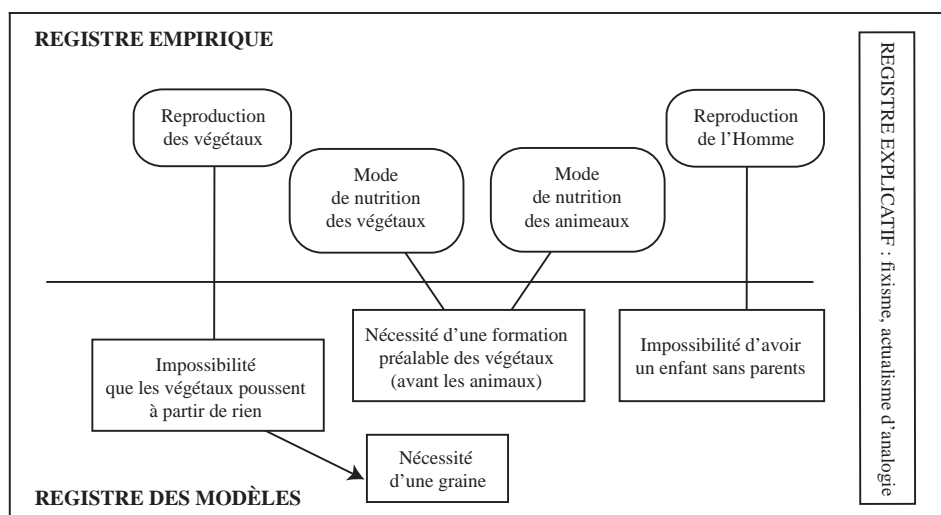 REGISTRE EMPIRIQUE
Reproduction
des végétaux
Mode
de nutrition
des végétaux
Mode
de nutrition
des animeaux
Reproduction
de l’Homme
Impossibilité
que les végétaux poussent
à partir de rien
Nécessité d’une formation
préalable des végétaux
(avant les animaux)
Impossibilité d’avoir
un enfant sans parents
Nécessité
d’une graine
REGISTRE DES MODÈLES
REGISTRE EXPLICATIF : fixisme, actualisme d’analogie